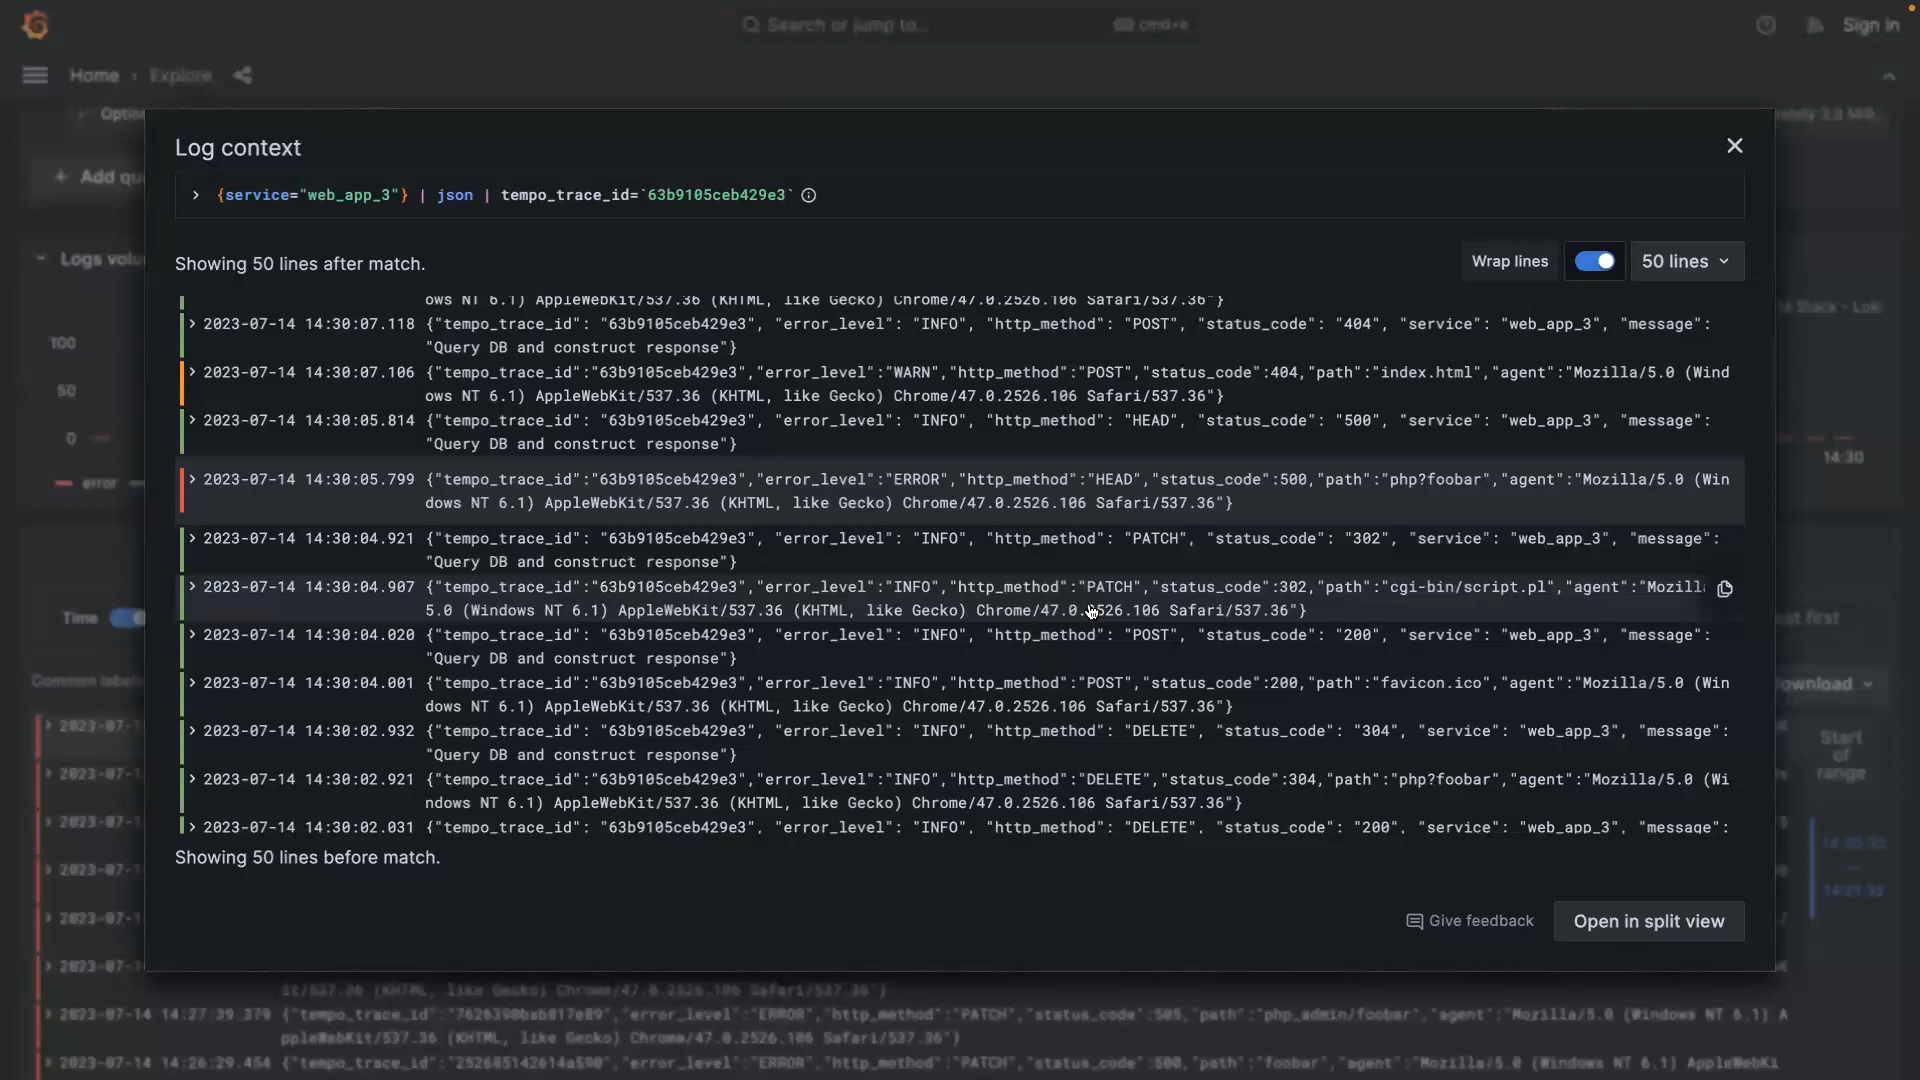 Search or jump to...
cmd+k
Sign in
Home › Explore
Log context
{service="web_app_3"} | json | tempo_trace_id=`63b9105ceb429e3`
Showing 50 lines after match.
Wrap lines
50 lines
ows NT 6.1) AppleWebKit/537.36 (KHTML, like Gecko) Chrome/47.0.2526.106 Safari/537.36"}
2023-07-14 14:30:07.118 {"tempo_trace_id": "63b9105ceb429e3", "error_level": "INFO", "http_method": "POST", "status_code": "404", "service": "web_app_3", "message":
"Query DB and construct response"}
2023-07-14 14:30:07.106 {"tempo_trace_id":"63b9105ceb429e3","error_level":"WARN","http_method":"POST","status_code":404,"path":"index.html","agent":"Mozilla/5.0 (Wind
ows NT 6.1) AppleWebKit/537.36 (KHTML, like Gecko) Chrome/47.0.2526.106 Safari/537.36"}
2023-07-14 14:30:05.814 {"tempo_trace_id": "63b9105ceb429e3", "error_level": "INFO", "http_method": "HEAD", "status_code": "500", "service": "web_app_3", "message":
"Query DB and construct response"}
2023-07-14 14:30:05.799 {"tempo_trace_id":"63b9105ceb429e3","error_level":"ERROR","http_method":"HEAD","status_code":500,"path":"php?foobar","agent":"Mozilla/5.0 (Win
dows NT 6.1) AppleWebKit/537.36 (KHTML, like Gecko) Chrome/47.0.2526.106 Safari/537.36"}
2023-07-14 14:30:04.921 {"tempo_trace_id": "63b9105ceb429e3", "error_level": "INFO", "http_method": "PATCH", "status_code": "302", "service": "web_app_3", "message":
"Query DB and construct response"}
2023-07-14 14:30:04.907 {"tempo_trace_id":"63b9105ceb429e3","error_level":"INFO","http_method":"PATCH","status_code":302,"path":"cgi-bin/script.pl","agent":"Mozill
5.0 (Windows NT 6.1) AppleWebKit/537.36 (KHTML, like Gecko) Chrome/47.0.2526.106 Safari/537.36"}
2023-07-14 14:30:04.020 {"tempo_trace_id": "63b9105ceb429e3", "error_level": "INFO", "http_method": "POST", "status_code": "200", "service": "web_app_3", "message":
"Query DB and construct response"}
2023-07-14 14:30:04.001 {"tempo_trace_id":"63b9105ceb429e3","error_level":"INFO","http_method":"POST","status_code":200,"path":"favicon.ico","agent":"Mozilla/5.0 (Win
dows NT 6.1) AppleWebKit/537.36 (KHTML, like Gecko) Chrome/47.0.2526.106 Safari/537.36"}
2023-07-14 14:30:02.932 {"tempo_trace_id": "63b9105ceb429e3", "error_level": "INFO", "http_method": "DELETE", "status_code": "304", "service": "web_app_3", "message":
"Query DB and construct response"}
2023-07-14 14:30:02.921 {"tempo_trace_id":"63b9105ceb429e3","error_level":"INFO","http_method":"DELETE","status_code":304,"path":"php?foobar","agent":"Mozilla/5.0 (Wi
ndows NT 6.1) AppleWebKit/537.36 (KHTML, like Gecko) Chrome/47.0.2526.106 Safari/537.36"}
2023-07-14 14:30:02.031 {"tempo_trace_id": "63b9105ceb429e3", "error_level": "INFO", "http_method": "DELETE", "status_code": "200", "service": "web_app_3", "message":
Showing 50 lines before match.
Give feedback
Open in split view
+ Add qu
Logs volu
100
50
0
error
14:30
Time
Start
of
range